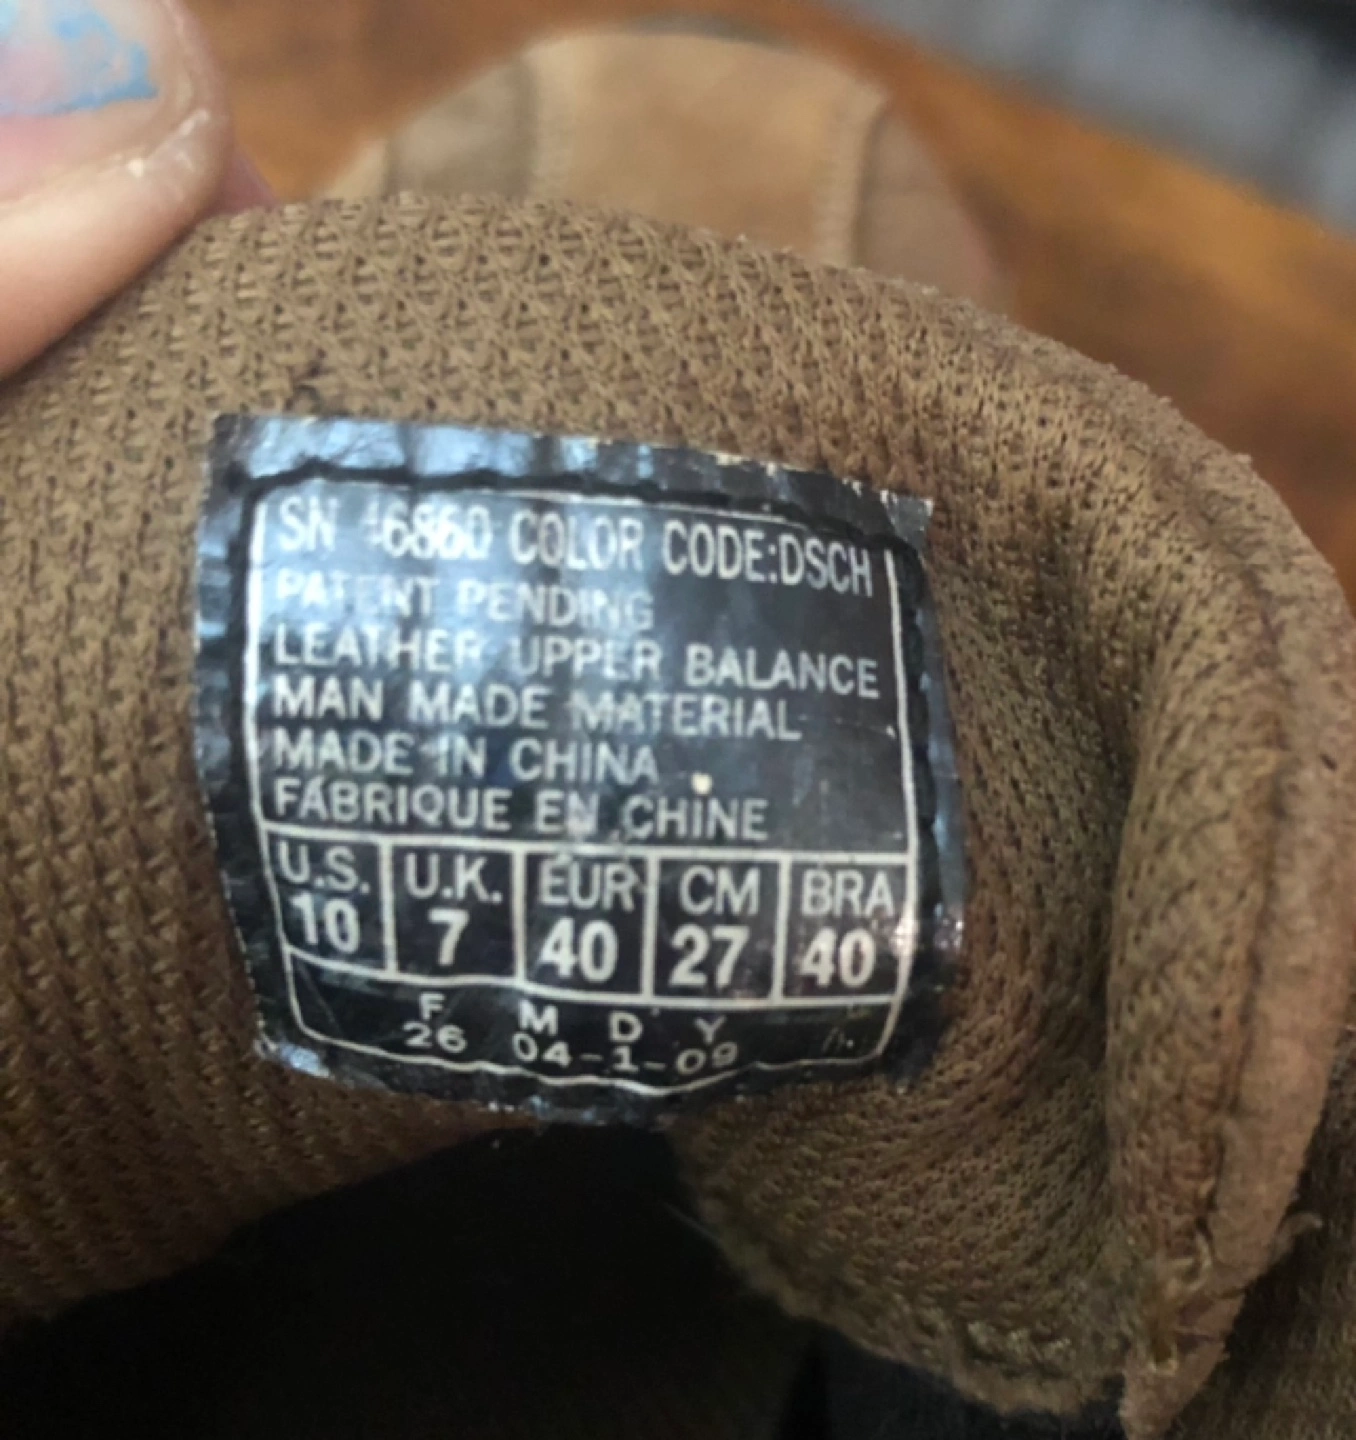 SN 46860 COLOR CODE:DSCH
PATENT PENDING
LEATHER UPPER BALANCE
MAN MADE MATERIAL
MADE IN CHINA
FABRIQUE EN CHINE
U.S. U.K. EUR CM BRA
10 7 40 27 40
F M D Y
26 04-1-09